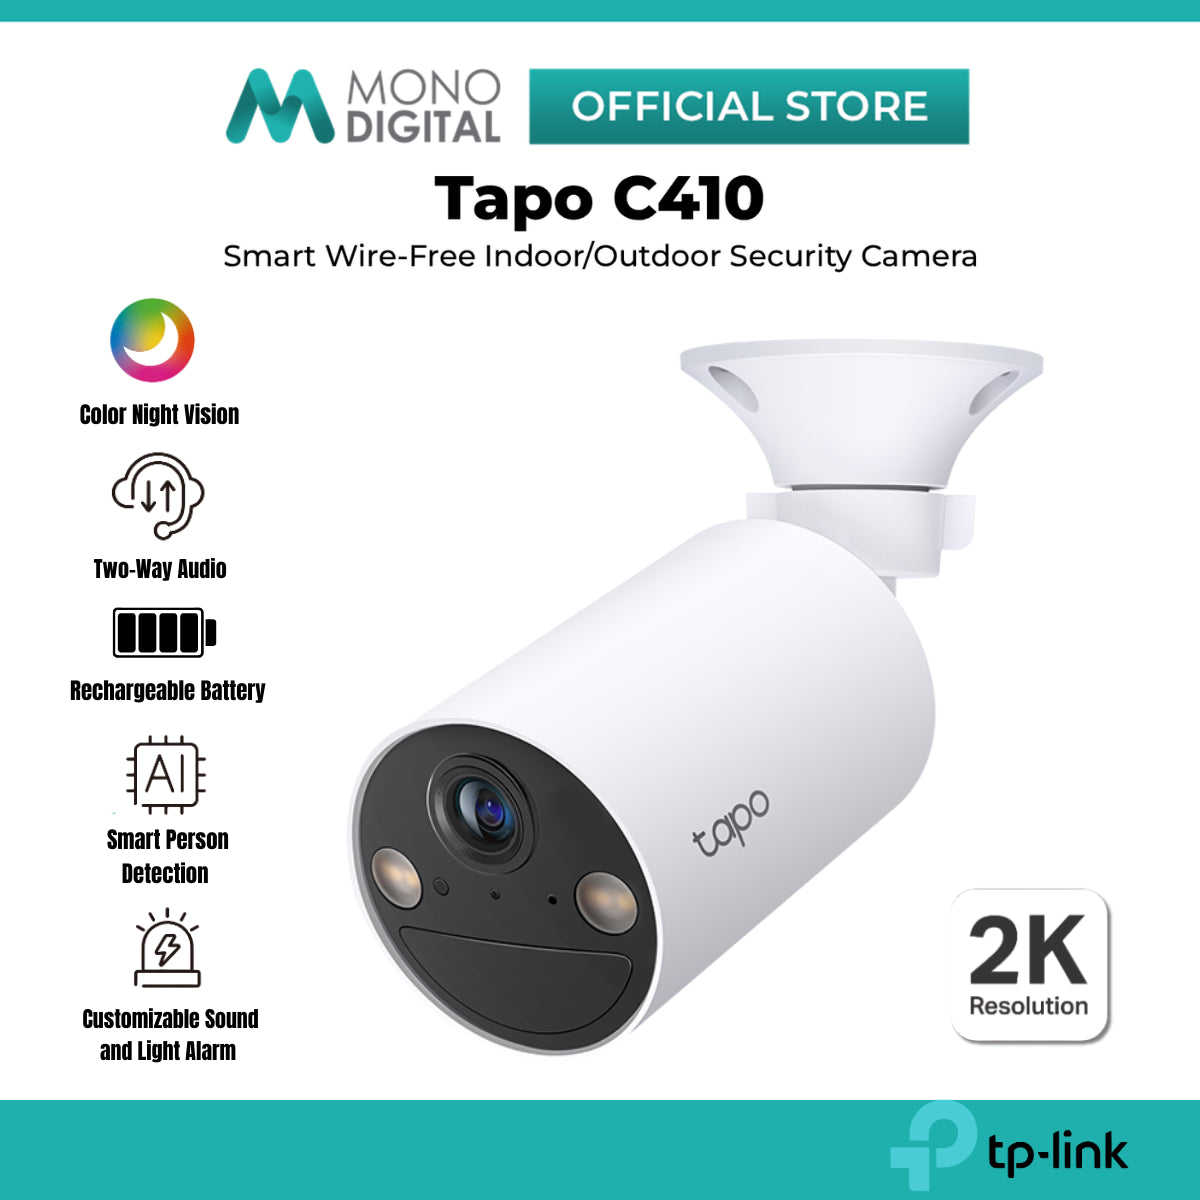 MONO
DIGITAL
OFFICIAL STORE
Tapo C410
Smart Wire-Free Indoor/Outdoor Security Camera
Color Night Vision
Two-Way Audio
Rechargeable Battery
AI
Smart Person
Detection
Customizable Sound
and Light Alarm
tapo
2K
Resolution
tp-link